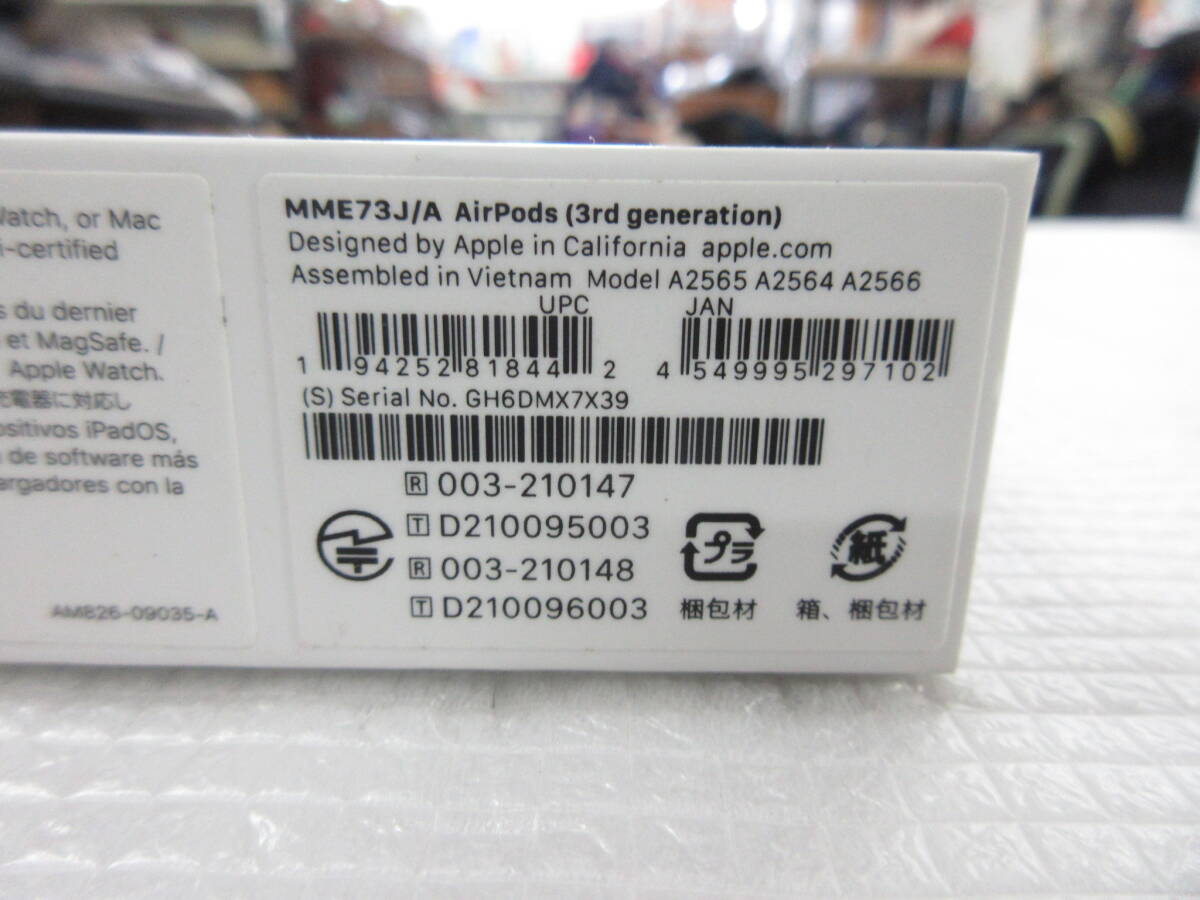 Watch, or Mac
i-certified
s du dernier
et MagSafe. /
Apple Watch.
充電器に対応し
ositivos iPadOS,
de software más
argadores con la
AM826-09035-A
MME73J/A AirPods (3rd generation)
Designed by Apple in California apple.com
Assembled in Vietnam Model A2565 A2564 A2566
UPC JAN
1 94252 81844 2 4 549995 297102
(S) Serial No. GH6DMX7X39
R 003-210147
T D210095003
R 003-210148
T D210096003
プラ 紙
梱包材 箱、梱包材